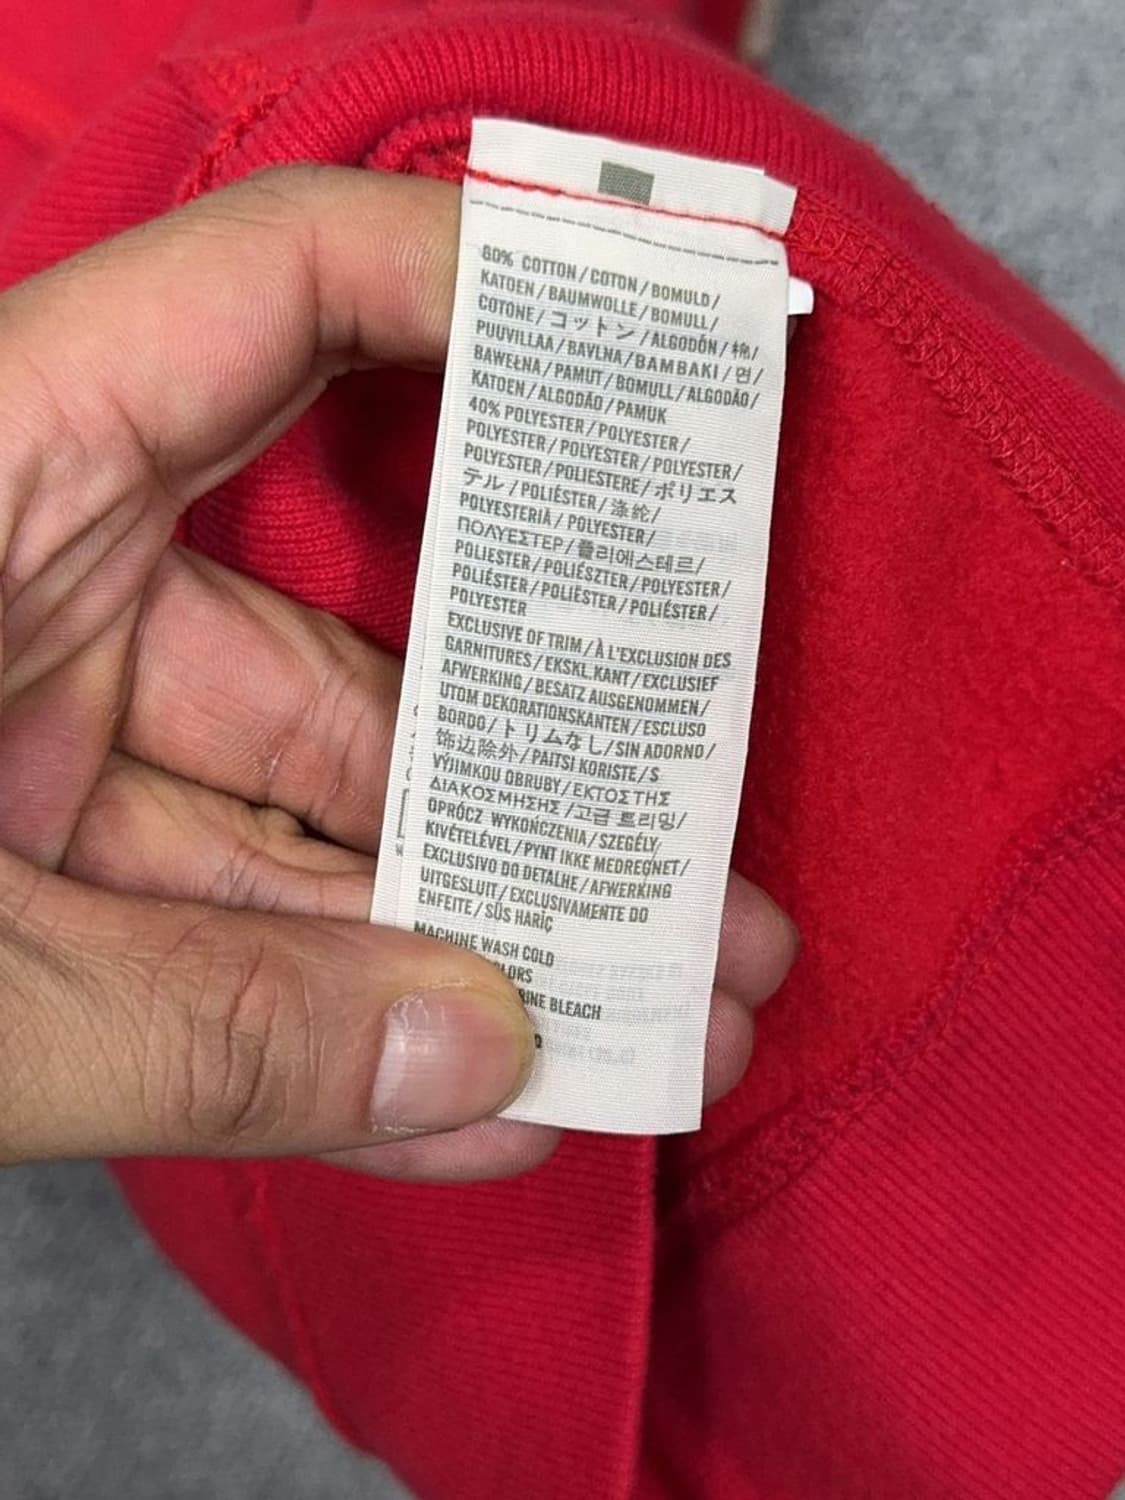 80% COTTON/COTON/BOMULD/
KATOEN/BAUMWOLLE/BOMULL/
COTONE/コットン/ALGODÓN/棉/
PUUVILLAA/BAVLNA/BAMBAKI/면/
BAWEŁNA/PAMUT/BOMULL/ALGODÃO/
KATOEN/ALGODÃO/PAMUK
40% POLYESTER/POLYESTER/
POLYESTER/POLYESTER/POLYESTER/
POLYESTER/POLIESTERE/ポリエス
テル/POLIÉSTER/涤纶/
POLYESTERIA/POLYESTER/
ΠΟΛΥΕΣΤΕΡ/폴리에스테르/
POLIESTER/POLIÉSZTER/POLYESTER/
POLIÉSTER/POLIËSTER/POLIÉSTER/
POLYESTER
EXCLUSIVE OF TRIM/À L'EXCLUSION DES
GARNITURES/EKSKL.KANT/EXCLUSIEF
AFWERKING/BESATZ AUSGENOMMEN/
UTOM DEKORATIONSKANTEN/ESCLUSO
BORDO/トリムなし/SIN ADORNO/
饰边除外/PAITSI KORISTE/S
VÝJIMKOU OBRUBY/ΕΚΤΟΣ ΤΗΣ
ΔΙΑΚΟΣΜΗΣΗΣ/고급 트리밍/
OPRÓCZ WYKOŃCZENIA/SZEGÉLY
KIVÉTELÉVEL/PYNT IKKE MEDREGNET/
EXCLUSIVO DO DETALHE/AFWERKING
UITGESLUIT/EXCLUSIVAMENTE DO
ENFEITE/SÜS HARİÇ
MACHINE WASH COLD
BLEACH